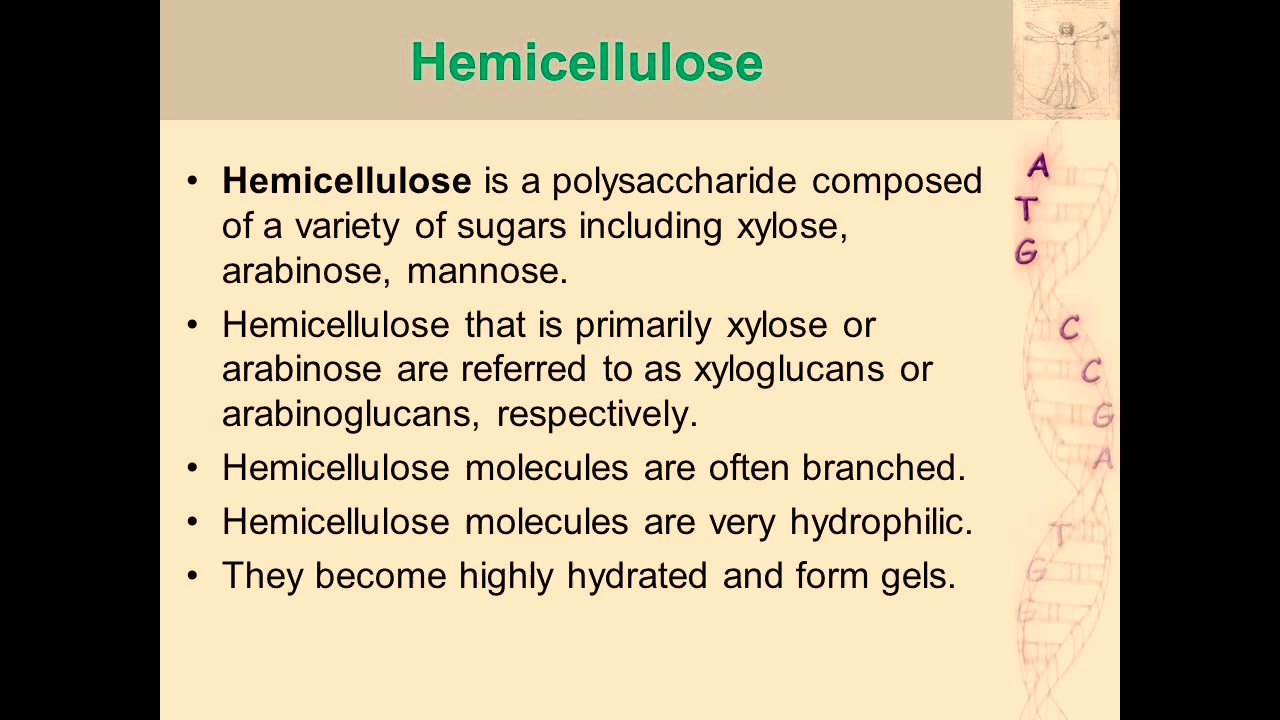 Hemicellulose
• Hemicellulose is a polysaccharide composed
of a variety of sugars including xylose,
arabinose, mannose.
• Hemicellulose that is primarily xylose or
arabinose are referred to as xyloglucans or
arabinoglucans, respectively.
• Hemicellulose molecules are often branched.
• Hemicellulose molecules are very hydrophilic.
• They become highly hydrated and form gels.
A
T
G
C
C
G
A
T
G